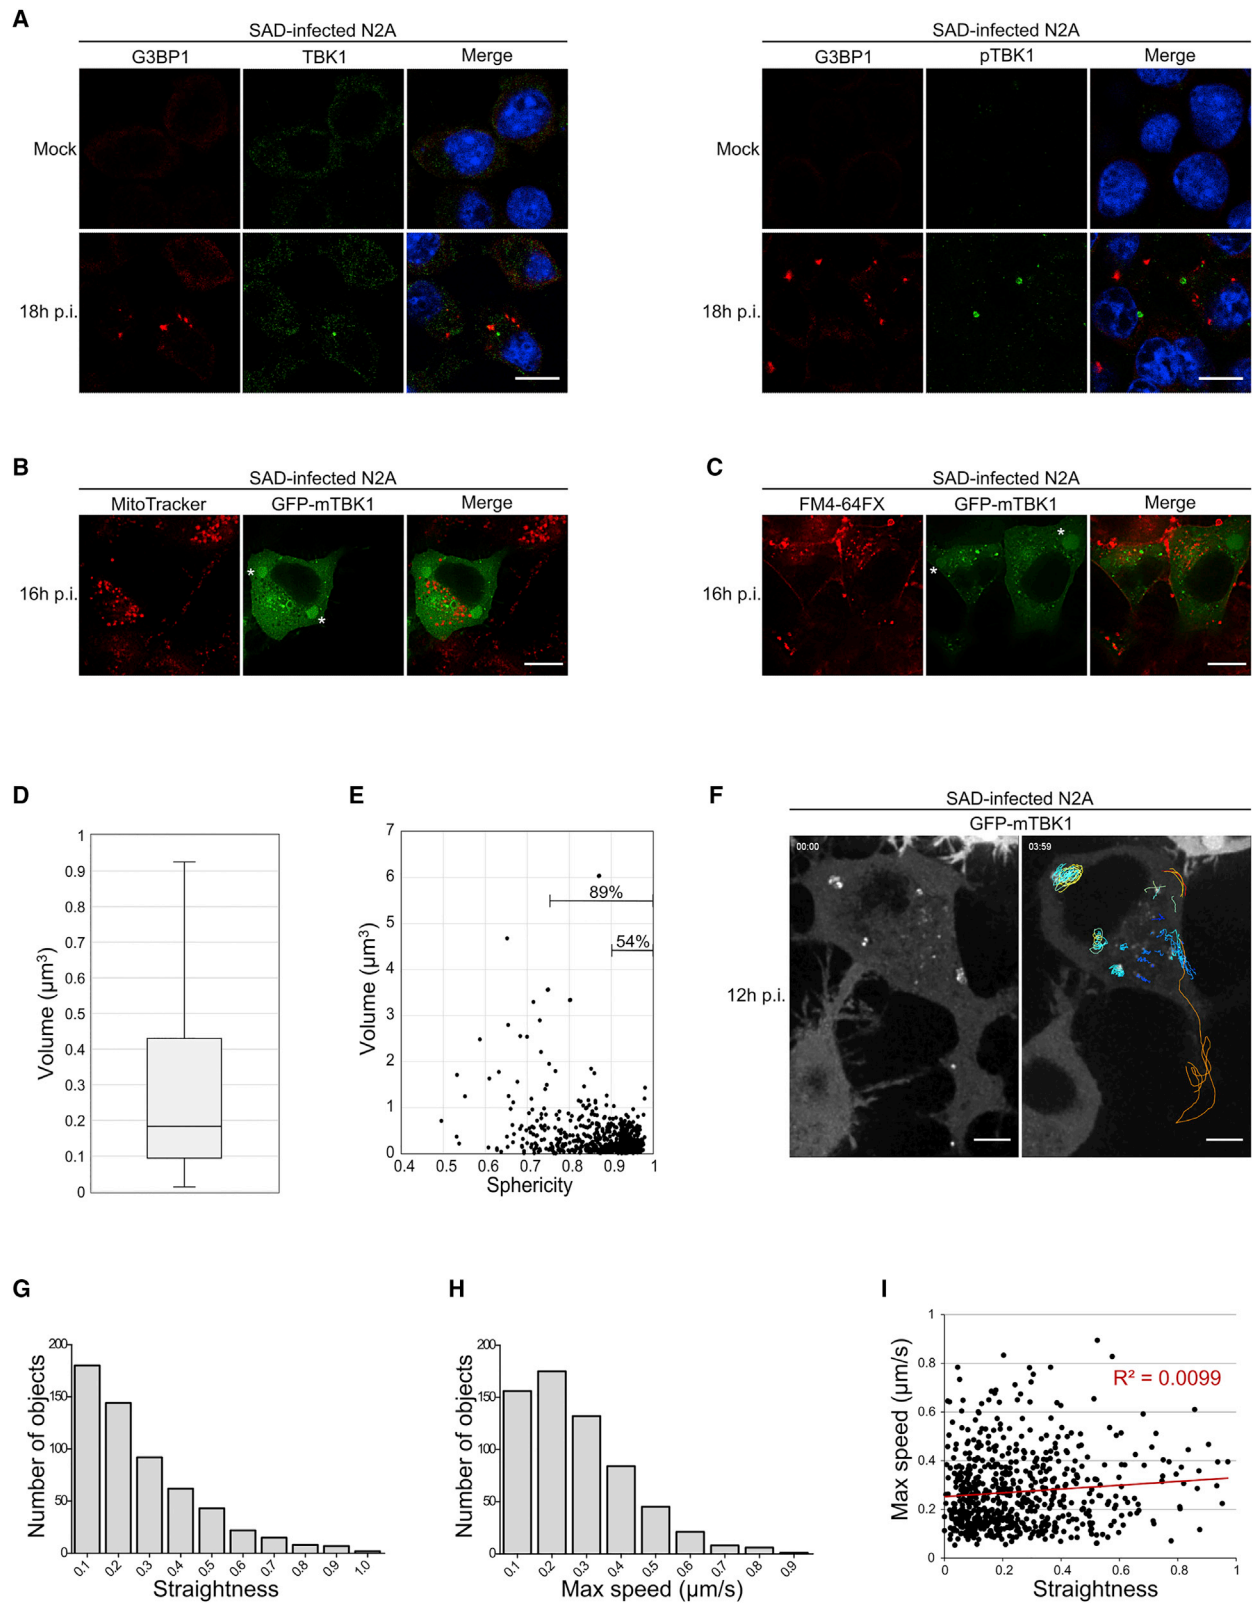 A
SAD-infected N2A
G3BP1 TBK1 Merge
Mock
18h p.i.
SAD-infected N2A
G3BP1 pTBK1 Merge
Mock
18h p.i.
B
SAD-infected N2A
MitoTracker GFP-mTBK1 Merge
16h p.i.
*
*
C
SAD-infected N2A
FM4-64FX GFP-mTBK1 Merge
16h p.i.
*
*
D
Volume (µm³)
1
0.9
0.8
0.7
0.6
0.5
0.4
0.3
0.2
0.1
0
E
Volume (µm³)
7
6
5
4
3
2
1
0
89%
54%
0.4 0.5 0.6 0.7 0.8 0.9 1
Sphericity
F
SAD-infected N2A
GFP-mTBK1
00:00
03:59
12h p.i.
G
Number of objects
200
150
100
50
0
0.1 0.2 0.3 0.4 0.5 0.6 0.7 0.8 0.9 1.0
Straightness
H
Number of objects
200
150
100
50
0
0.1 0.2 0.3 0.4 0.5 0.6 0.7 0.8 0.9
Max speed (µm/s)
I
Max speed (µm/s)
1
0.8
0.6
0.4
0.2
0
R² = 0.0099
0 0.2 0.4 0.6 0.8 1
Straightness